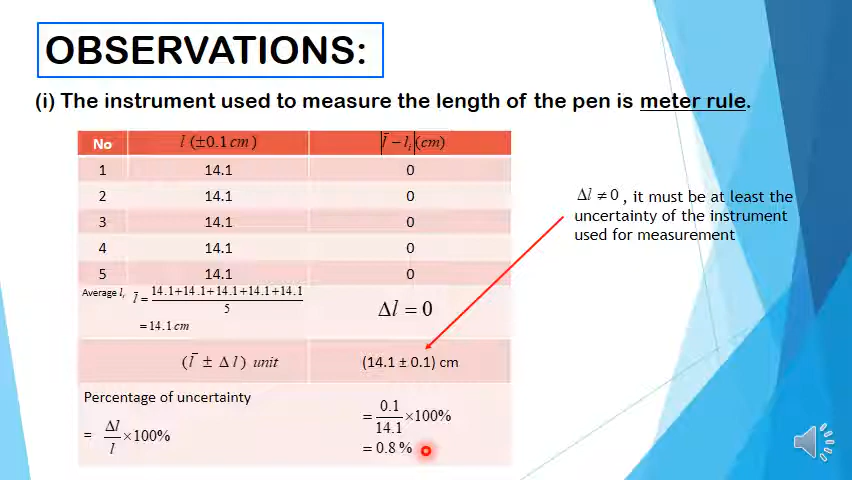 OBSERVATIONS:
(i) The instrument used to measure the length of the pen is meter rule.
No l (±0.1 cm) |l̄ − lᵢ|(cm)
1 14.1 0
2 14.1 0
3 14.1 0
4 14.1 0
5 14.1 0
Average l, l̄ = (14.1+14.1+14.1+14.1+14.1)/5
= 14.1 cm
Δl = 0
(l̄ ± Δl) unit (14.1 ± 0.1) cm
Percentage of uncertainty
= Δl/l ×100%
= 0.1/14.1 ×100%
= 0.8 %
Δl ≠ 0 , it must be at least the
uncertainty of the instrument
used for measurement